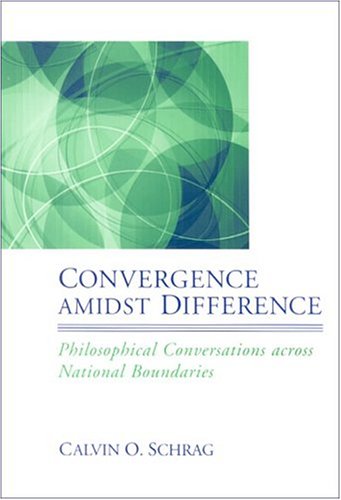 CONVERGENCE
AMIDST DIFFERENCE
Philosophical Conversations across
National Boundaries
CALVIN O. SCHRAG